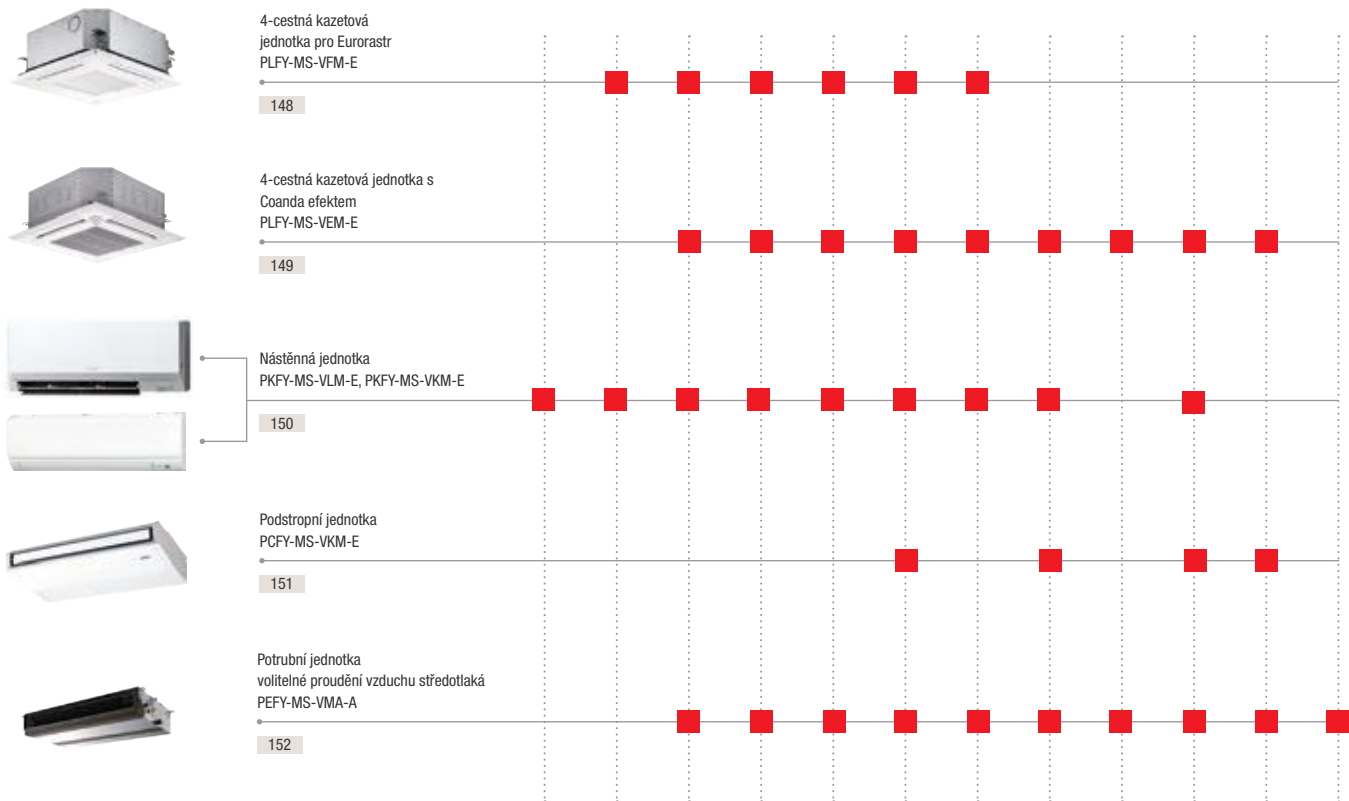 4-cestná kazetová
jednotka pro Eurorastr
PLFY-MS-VFM-E
148
4-cestná kazetová jednotka s
Coanda efektem
PLFY-MS-VEM-E
149
Nástěnná jednotka
PKFY-MS-VLM-E, PKFY-MS-VKM-E
150
Podstropní jednotka
PCFY-MS-VKM-E
151
Potrubní jednotka
volitelné proudění vzduchu středotlaká
PEFY-MS-VMA-A
152